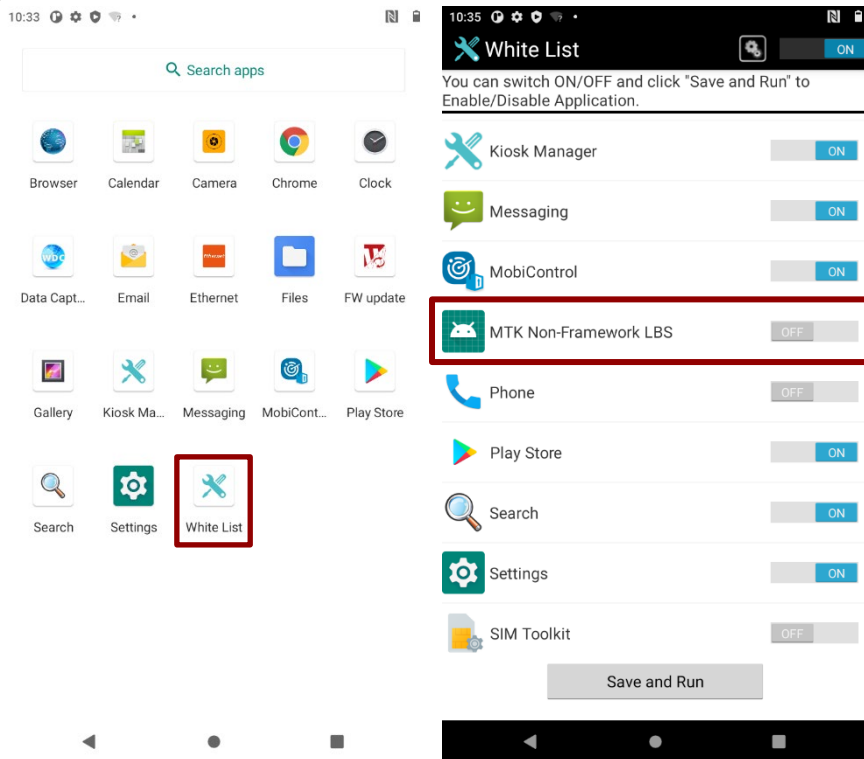 10:33
Search apps
Browser
Calendar
Camera
Chrome
Clock
WDC
Ethernet
Data Capt...
Email
Ethernet
Files
FW update
Gallery
Kiosk Ma...
Messaging
MobiCont...
Play Store
Search
Settings
White List
10:35
White List
ON
You can switch ON/OFF and click "Save and Run" to
Enable/Disable Application.
Kiosk Manager
ON
Messaging
ON
MobiControl
ON
MTK Non-Framework LBS
OFF
Phone
OFF
Play Store
ON
Search
ON
Settings
ON
SIM Toolkit
OFF
Save and Run